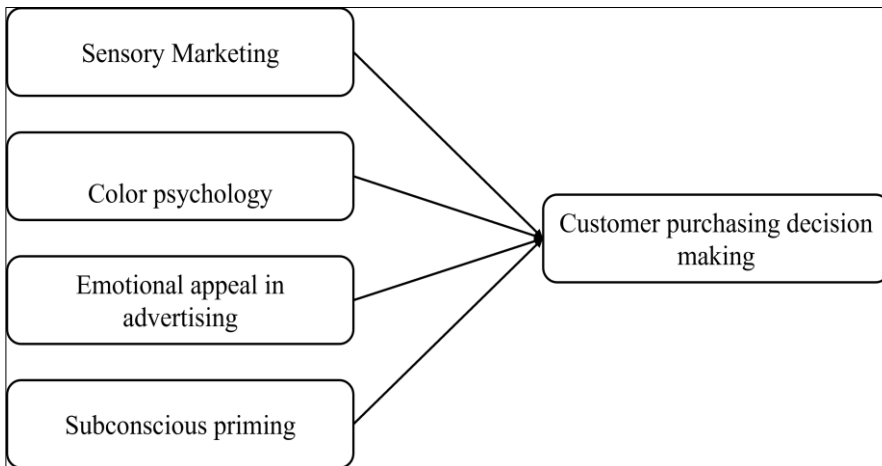 Sensory Marketing
Color psychology
Emotional appeal in
advertising
Subconscious priming
Customer purchasing decision
making